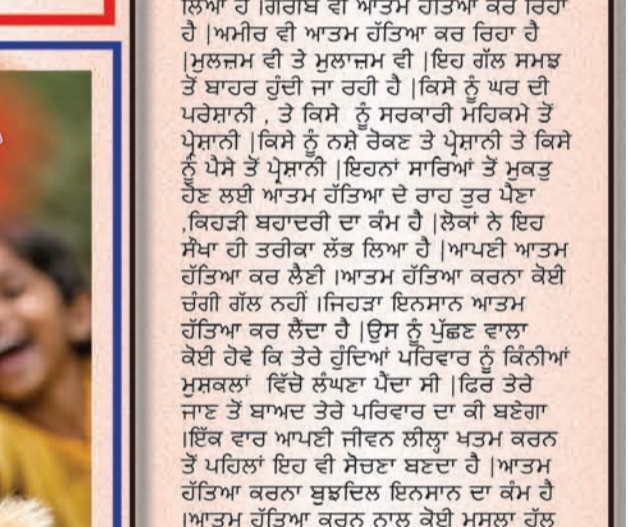 ਲਿਆ ਹੈ |ਗਰੀਬ ਵੀ ਆਤਮ ਹੱਤਿਆ ਕਰ ਰਿਹਾ
ਹੈ |ਅਮੀਰ ਵੀ ਆਤਮ ਹੱਤਿਆ ਕਰ ਰਿਹਾ ਹੈ
|ਮੁਲਜ਼ਮ ਵੀ ਤੇ ਮੁਲਾਜ਼ਮ ਵੀ |ਇਹ ਗੱਲ ਸਮਝ
ਤੋਂ ਬਾਹਰ ਹੁੰਦੀ ਜਾ ਰਹੀ ਹੈ |ਕਿਸੇ ਨੂੰ ਘਰ ਦੀ
ਪਰੇਸ਼ਾਨੀ , ਤੇ ਕਿਸੇ ਨੂੰ ਸਰਕਾਰੀ ਮਹਿਕਮੇ ਤੋਂ
ਪ੍ਰੇਸ਼ਾਨੀ |ਕਿਸੇ ਨੂੰ ਨਸ਼ੇ ਰੋਕਣ ਤੇ ਪ੍ਰੇਸ਼ਾਨੀ ਤੇ ਕਿਸੇ
ਨੂੰ ਪੈਸੇ ਤੋਂ ਪ੍ਰੇਸ਼ਾਨੀ |ਇਹਨਾਂ ਸਾਰਿਆਂ ਤੋਂ ਮੁਕਤ
ਹੋਣ ਲਈ ਆਤਮ ਹੱਤਿਆ ਦੇ ਰਾਹ ਤੁਰ ਪੈਣਾ
,ਕਿਹੜੀ ਬਹਾਦਰੀ ਦਾ ਕੰਮ ਹੈ |ਲੋਕਾਂ ਨੇ ਇਹ
ਸੌਖਾ ਹੀ ਤਰੀਕਾ ਲੱਭ ਲਿਆ ਹੈ |ਆਪਣੀ ਆਤਮ
ਹੱਤਿਆ ਕਰ ਲੈਣੀ |ਆਤਮ ਹੱਤਿਆ ਕਰਨਾ ਕੋਈ
ਚੰਗੀ ਗੱਲ ਨਹੀਂ |ਜਿਹੜਾ ਇਨਸਾਨ ਆਤਮ
ਹੱਤਿਆ ਕਰ ਲੈਂਦਾ ਹੈ |ਉਸ ਨੂੰ ਪੁੱਛਣ ਵਾਲਾ
ਕੋਈ ਹੋਵੇ ਕਿ ਤੇਰੇ ਹੁੰਦਿਆਂ ਪਰਿਵਾਰ ਨੂੰ ਕਿੰਨੀਆਂ
ਮੁਸ਼ਕਲਾਂ ਵਿੱਚੋ ਲੰਘਣਾ ਪੈਂਦਾ ਸੀ |ਫਿਰ ਤੇਰੇ
ਜਾਣ ਤੋਂ ਬਾਅਦ ਤੇਰੇ ਪਰਿਵਾਰ ਦਾ ਕੀ ਬਣੇਗਾ
|ਇੱਕ ਵਾਰ ਆਪਣੀ ਜੀਵਨ ਲੀਲ੍ਹਾ ਖਤਮ ਕਰਨ
ਤੋਂ ਪਹਿਲਾਂ ਇਹ ਵੀ ਸੋਚਣਾ ਬਣਦਾ ਹੈ |ਆਤਮ
ਹੱਤਿਆ ਕਰਨਾ ਬੁਝਦਿਲ ਇਨਸਾਨ ਦਾ ਕੰਮ ਹੈ
|ਆਤਮ ਹੱਤਿਆ ਕਰਨ ਨਾਲ ਕੋਈ ਮਸਲਾ ਹੱਲ